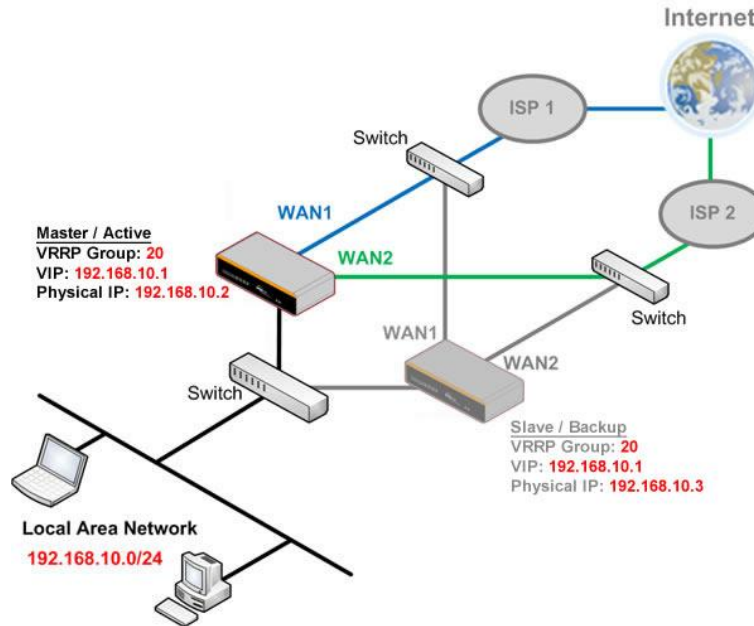 Internet
ISP 1
Switch
WAN1
Master / Active
VRRP Group: 20
VIP: 192.168.10.1
Physical IP: 192.168.10.2
WAN2
ISP 2
Switch
WAN1
WAN2
Switch
Slave / Backup
VRRP Group: 20
VIP: 192.168.10.1
Physical IP: 192.168.10.3
Local Area Network
192.168.10.0/24